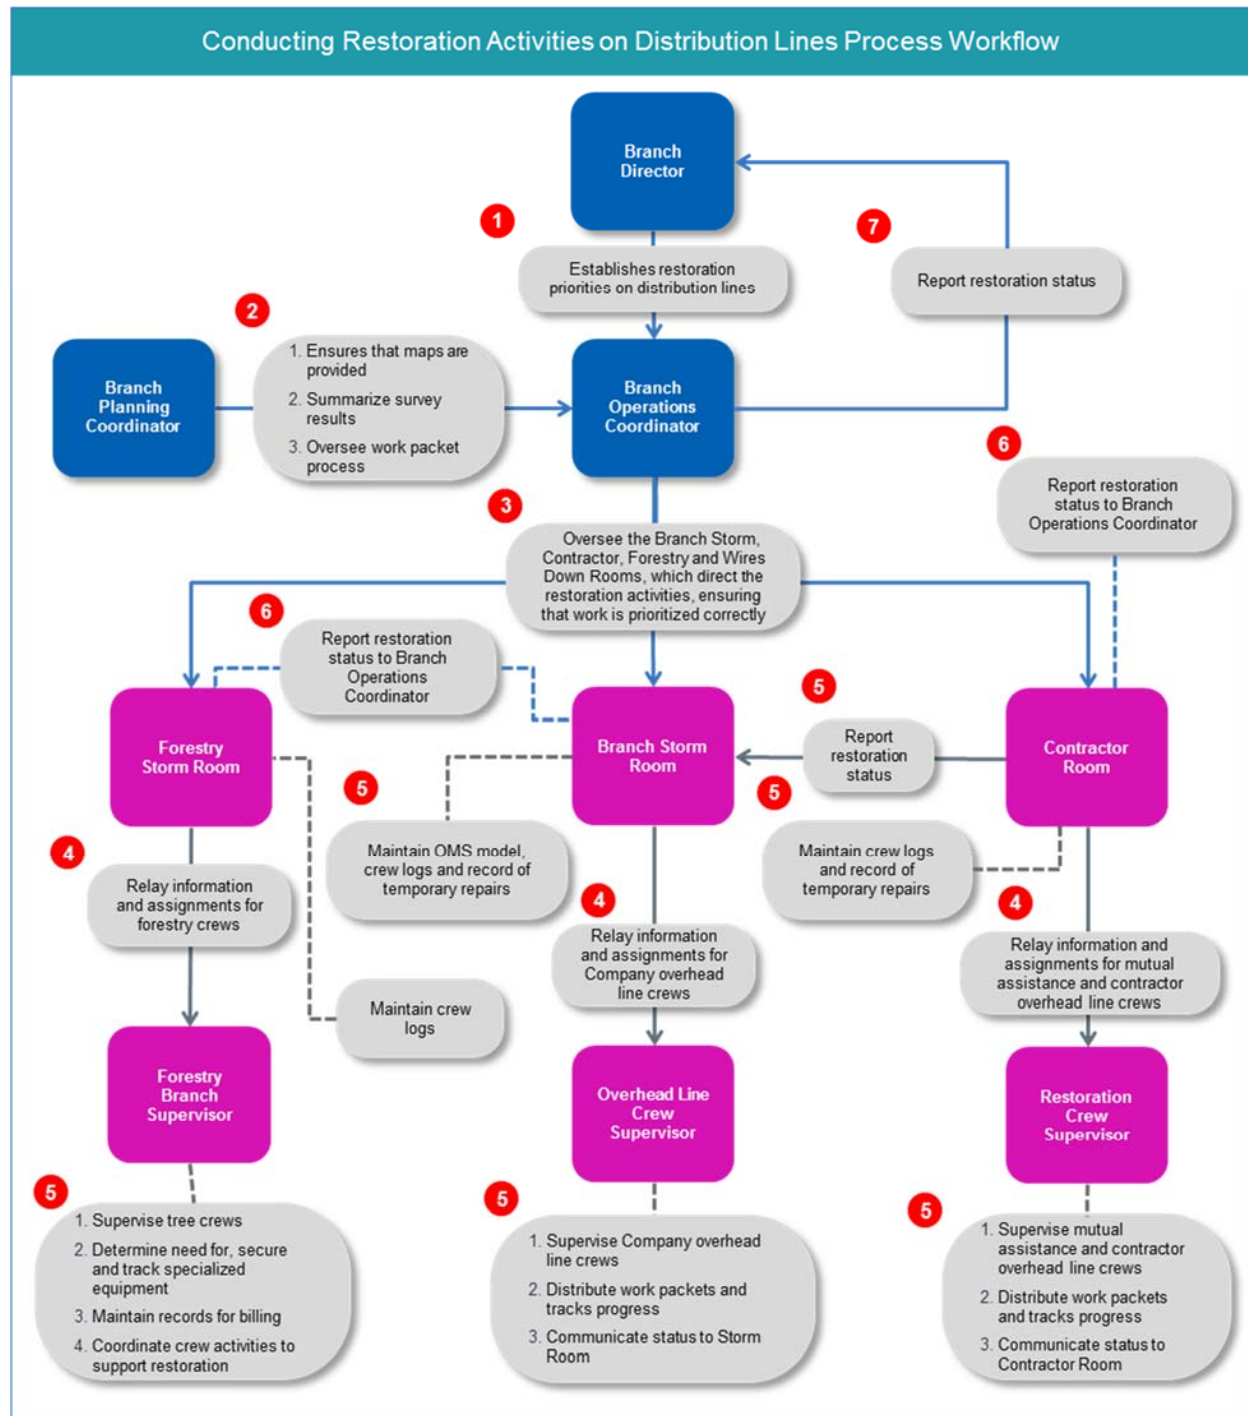 Conducting Restoration Activities on Distribution Lines Process Workflow
Branch
Director
1
7
Establishes restoration
priorities on distribution lines
Report restoration status
2
Branch
Planning
Coordinator
1. Ensures that maps are
provided
2. Summarize survey
results
3. Oversee work packet
process
Branch
Operations
Coordinator
6
Report restoration
status to Branch
Operations Coordinator
3
Oversee the Branch Storm,
Contractor, Forestry and Wires
Down Rooms, which direct the
restoration activities, ensuring
that work is prioritized correctly
6
Report restoration
status to Branch
Operations
Coordinator
Forestry
Storm Room
Branch Storm
Room
5
Report
restoration
status
Contractor
Room
5
Maintain OMS model,
crew logs and record of
temporary repairs
5
Maintain crew logs
and record of
temporary repairs
4
Relay information
and assignments for
forestry crews
4
Relay information
and assignments for
Company overhead
line crews
4
Relay information and
assignments for mutual
assistance and contractor
overhead line crews
Maintain crew
logs
Forestry
Branch
Supervisor
Overhead Line
Crew
Supervisor
Restoration
Crew
Supervisor
5
1. Supervise tree crews
2. Determine need for, secure
and track specialized
equipment
3. Maintain records for billing
4. Coordinate crew activities to
support restoration
5
1. Supervise Company overhead
line crews
2. Distribute work packets and
tracks progress
3. Communicate status to Storm
Room
5
1. Supervise mutual
assistance and contractor
overhead line crews
2. Distribute work packets
and tracks progress
3. Communicate status to
Contractor Room